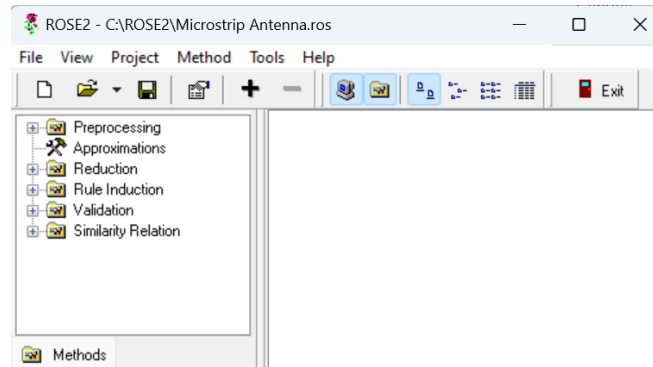 ROSE2 - C:\ROSE2\Microstrip Antenna.ros
File View Project Method Tools Help
Exit
Preprocessing
Approximations
Reduction
Rule Induction
Validation
Similarity Relation
Methods